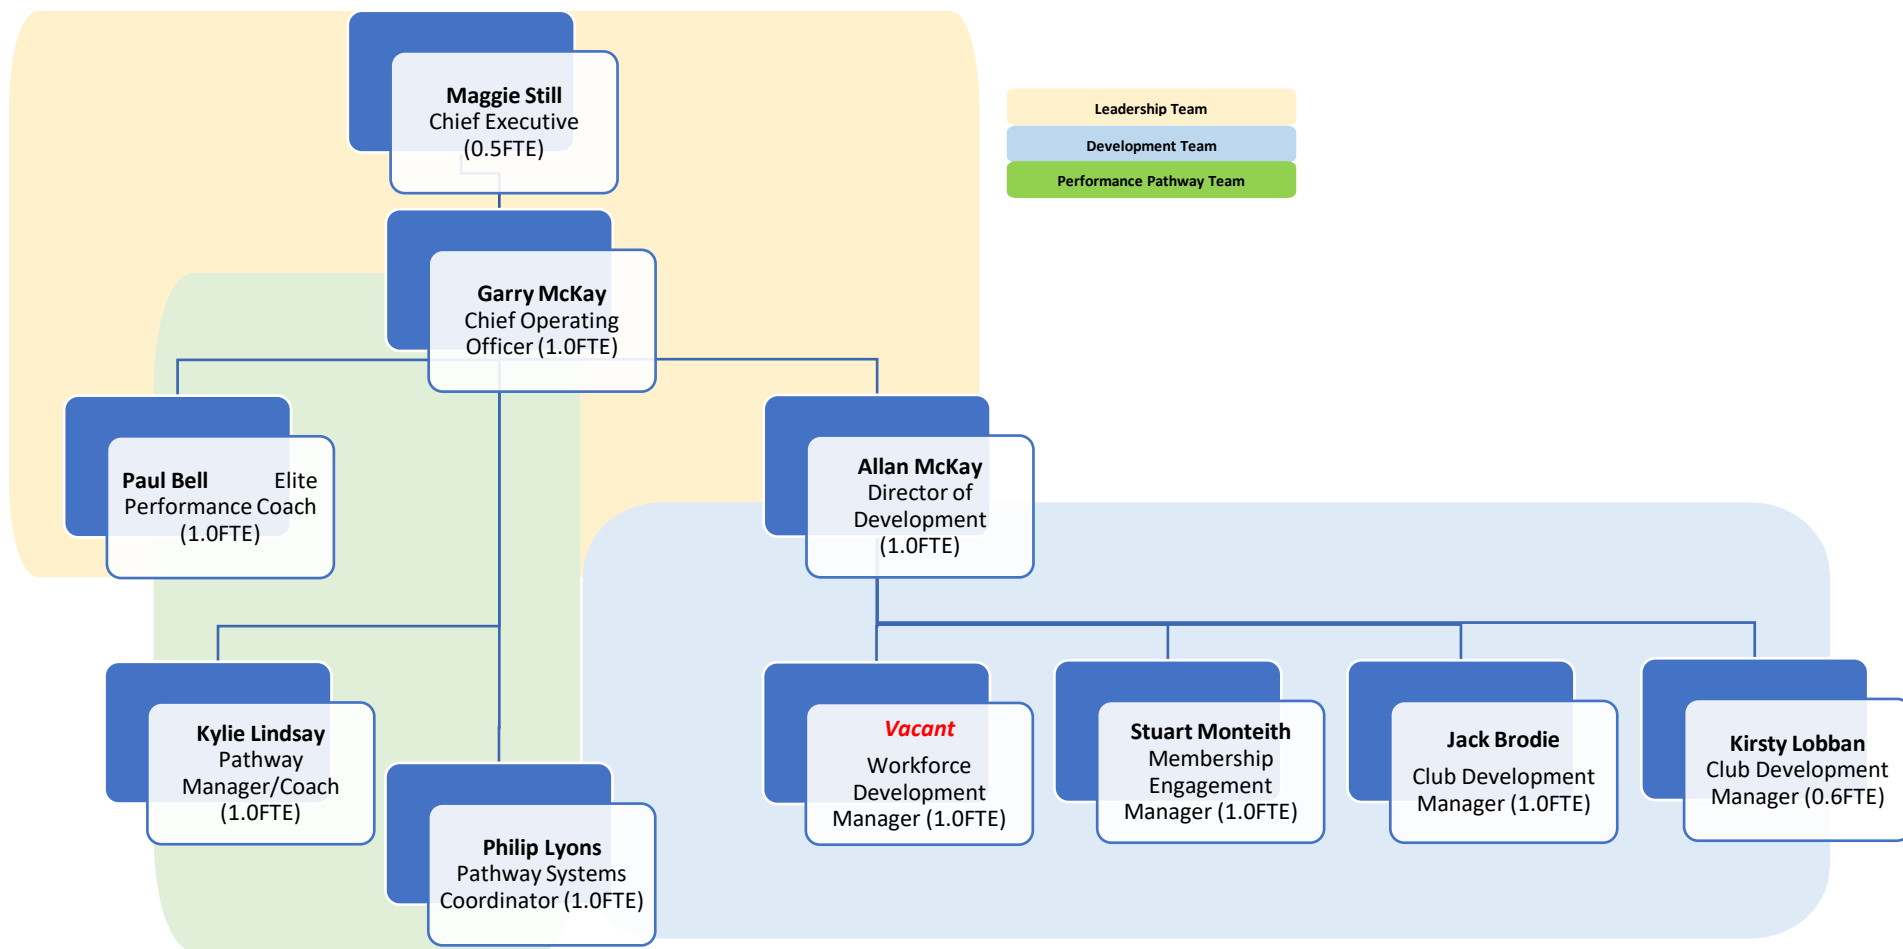 Maggie Still
Chief Executive
(0.5FTE)
Leadership Team
Development Team
Performance Pathway Team
Garry McKay
Chief Operating
Officer (1.0FTE)
Paul Bell Elite
Performance Coach
(1.0FTE)
Allan McKay
Director of
Development
(1.0FTE)
Kylie Lindsay
Pathway
Manager/Coach
(1.0FTE)
Philip Lyons
Pathway Systems
Coordinator (1.0FTE)
Vacant
Workforce
Development
Manager (1.0FTE)
Stuart Monteith
Membership
Engagement
Manager (1.0FTE)
Jack Brodie
Club Development
Manager (1.0FTE)
Kirsty Lobban
Club Development
Manager (0.6FTE)